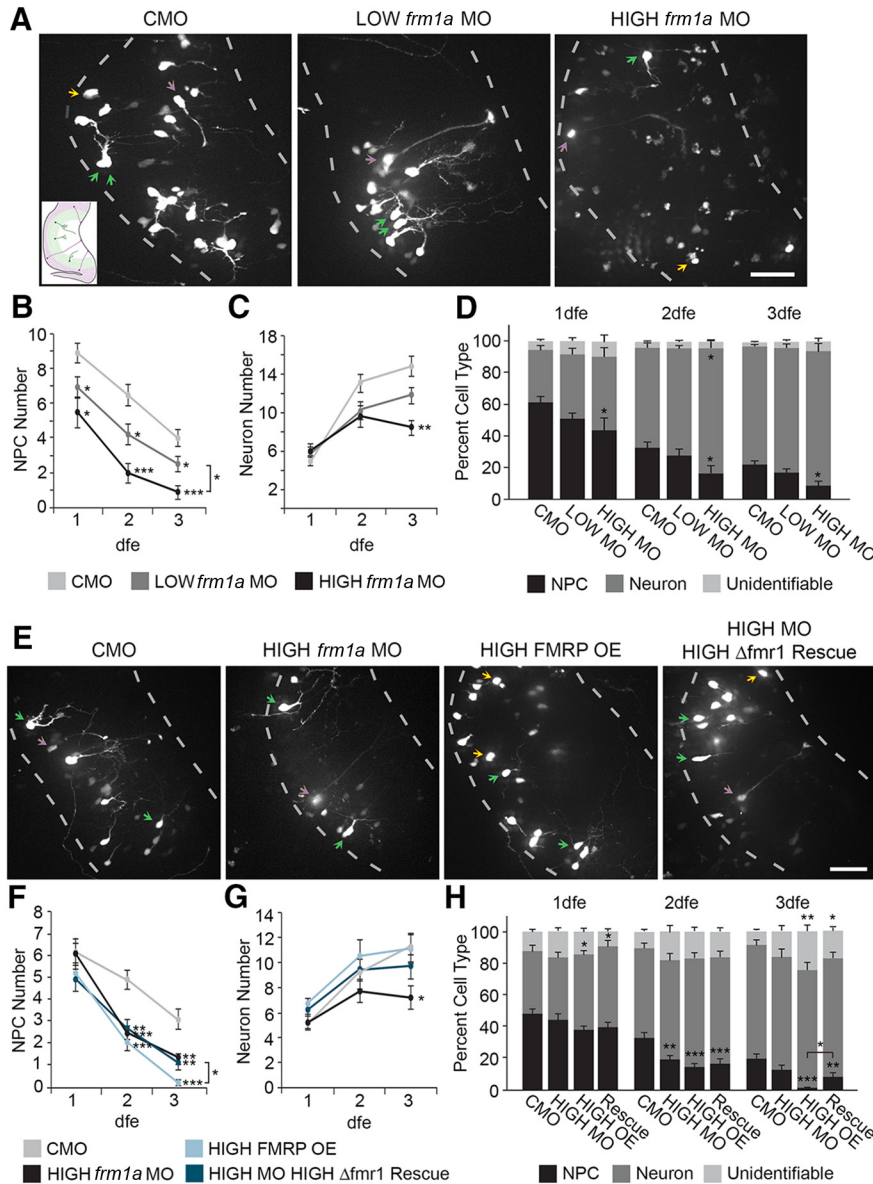 A
CMO
LOW frm1a MO
HIGH frm1a MO
B
NPC Number
10
8
6
4
2
0
*
*
*
***
*
***
*
1 2 3
dfe
C
Neuron Number
18
14
10
6
2
**
1 2 3
dfe
CMO
LOW frm1a MO
HIGH frm1a MO
D
Percent Cell Type
1dfe
2dfe
3dfe
100
80
60
40
20
0
*
*
*
*
CMO
LOW MO
HIGH MO
CMO
LOW MO
HIGH MO
CMO
LOW MO
HIGH MO
NPC
Neuron
Unidentifiable
E
CMO
HIGH frm1a MO
HIGH FMRP OE
HIGH MO
HIGH Δfmr1 Rescue
F
NPC Number
8
7
6
5
4
3
2
1
0
**
***
***
**
**
***
*
1 2 3
dfe
G
Neuron Number
14
12
10
8
6
4
2
0
*
1 2 3
dfe
CMO
HIGH frm1a MO
HIGH FMRP OE
HIGH MO HIGH Δfmr1 Rescue
H
Percent Cell Type
1dfe
2dfe
3dfe
100
80
60
40
20
0
*
*
**
***
***
**
*
***
*
**
CMO
HIGH MO
HIGH OE
Rescue
CMO
HIGH MO
HIGH OE
Rescue
CMO
HIGH MO
HIGH OE
Rescue
NPC
Neuron
Unidentifiable